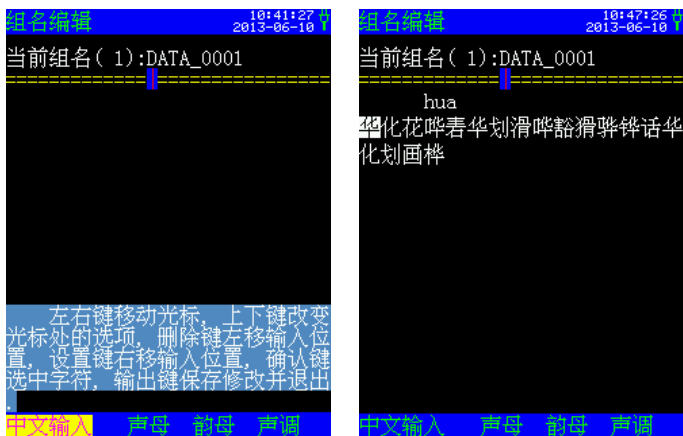 组名编辑
10:41:27
2013-06-10
当前组名( 1):DATA_0001
左右键移动光标, 上下键改变
光标处的选项, 删除键左移输入位
置, 设置键右移输入位置, 确认键
选中字符, 输出键保存修改并退出
.
中文输入 声母 韵母 声调
组名编辑
10:47:26
2013-06-10
当前组名( 1):DATA_0001
hua
华化花哗砉华划滑哗豁猾骅铧话华
化划画桦
中文输入 声母 韵母 声调